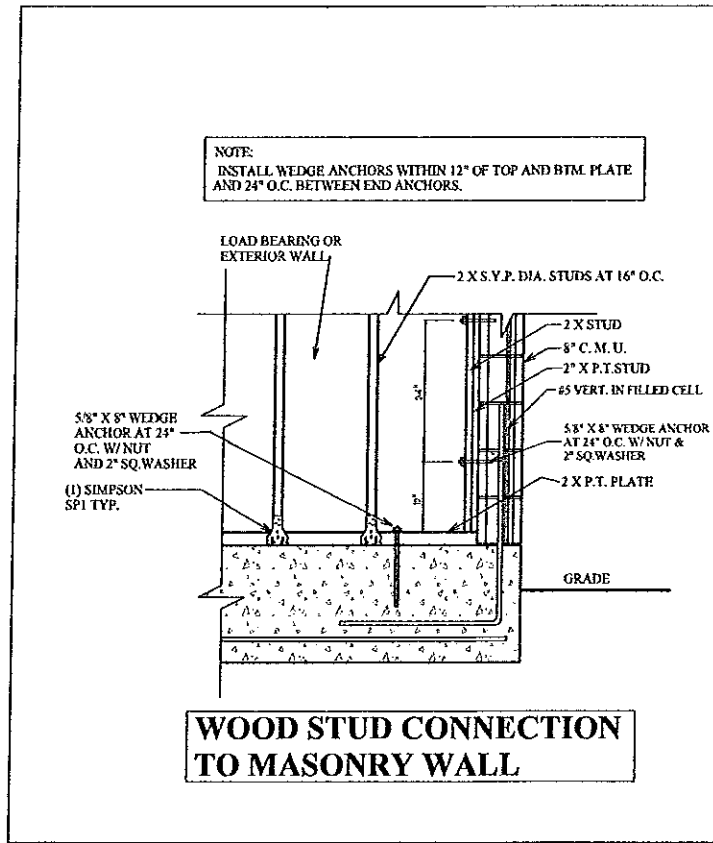 NOTE:
INSTALL WEDGE ANCHORS WITHIN 12" OF TOP AND BTM. PLATE
AND 24" O.C. BETWEEN END ANCHORS.
LOAD BEARING OR
EXTERIOR WALL
2 X S.Y.P. DIA. STUDS AT 16" O.C.
2 X STUD
8" C. M. U.
2" X P.T. STUD
#5 VERT. IN FILLED CELL
24"
5/8" X 8" WEDGE
ANCHOR AT 24"
O.C. W/ NUT
AND 2" SQ.WASHER
5/8" X 8" WEDGE ANCHOR
AT 24" O.C. W/ NUT &
2" SQ.WASHER
(1) SIMPSON
SP1 TYP.
12"
2 X P.T. PLATE
GRADE
WOOD STUD CONNECTION
TO MASONRY WALL